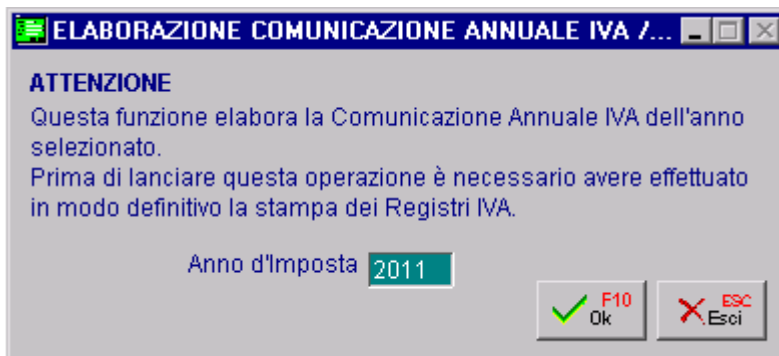 ELABORAZIONE COMUNICAZIONE ANNUALE IVA /...
ATTENZIONE
Questa funzione elabora la Comunicazione Annuale IVA dell'anno
selezionato.
Prima di lanciare questa operazione è necessario avere effettuato
in modo definitivo la stampa dei Registri IVA.
Anno d'Imposta 2011
F10
Ok
ESC
Esci